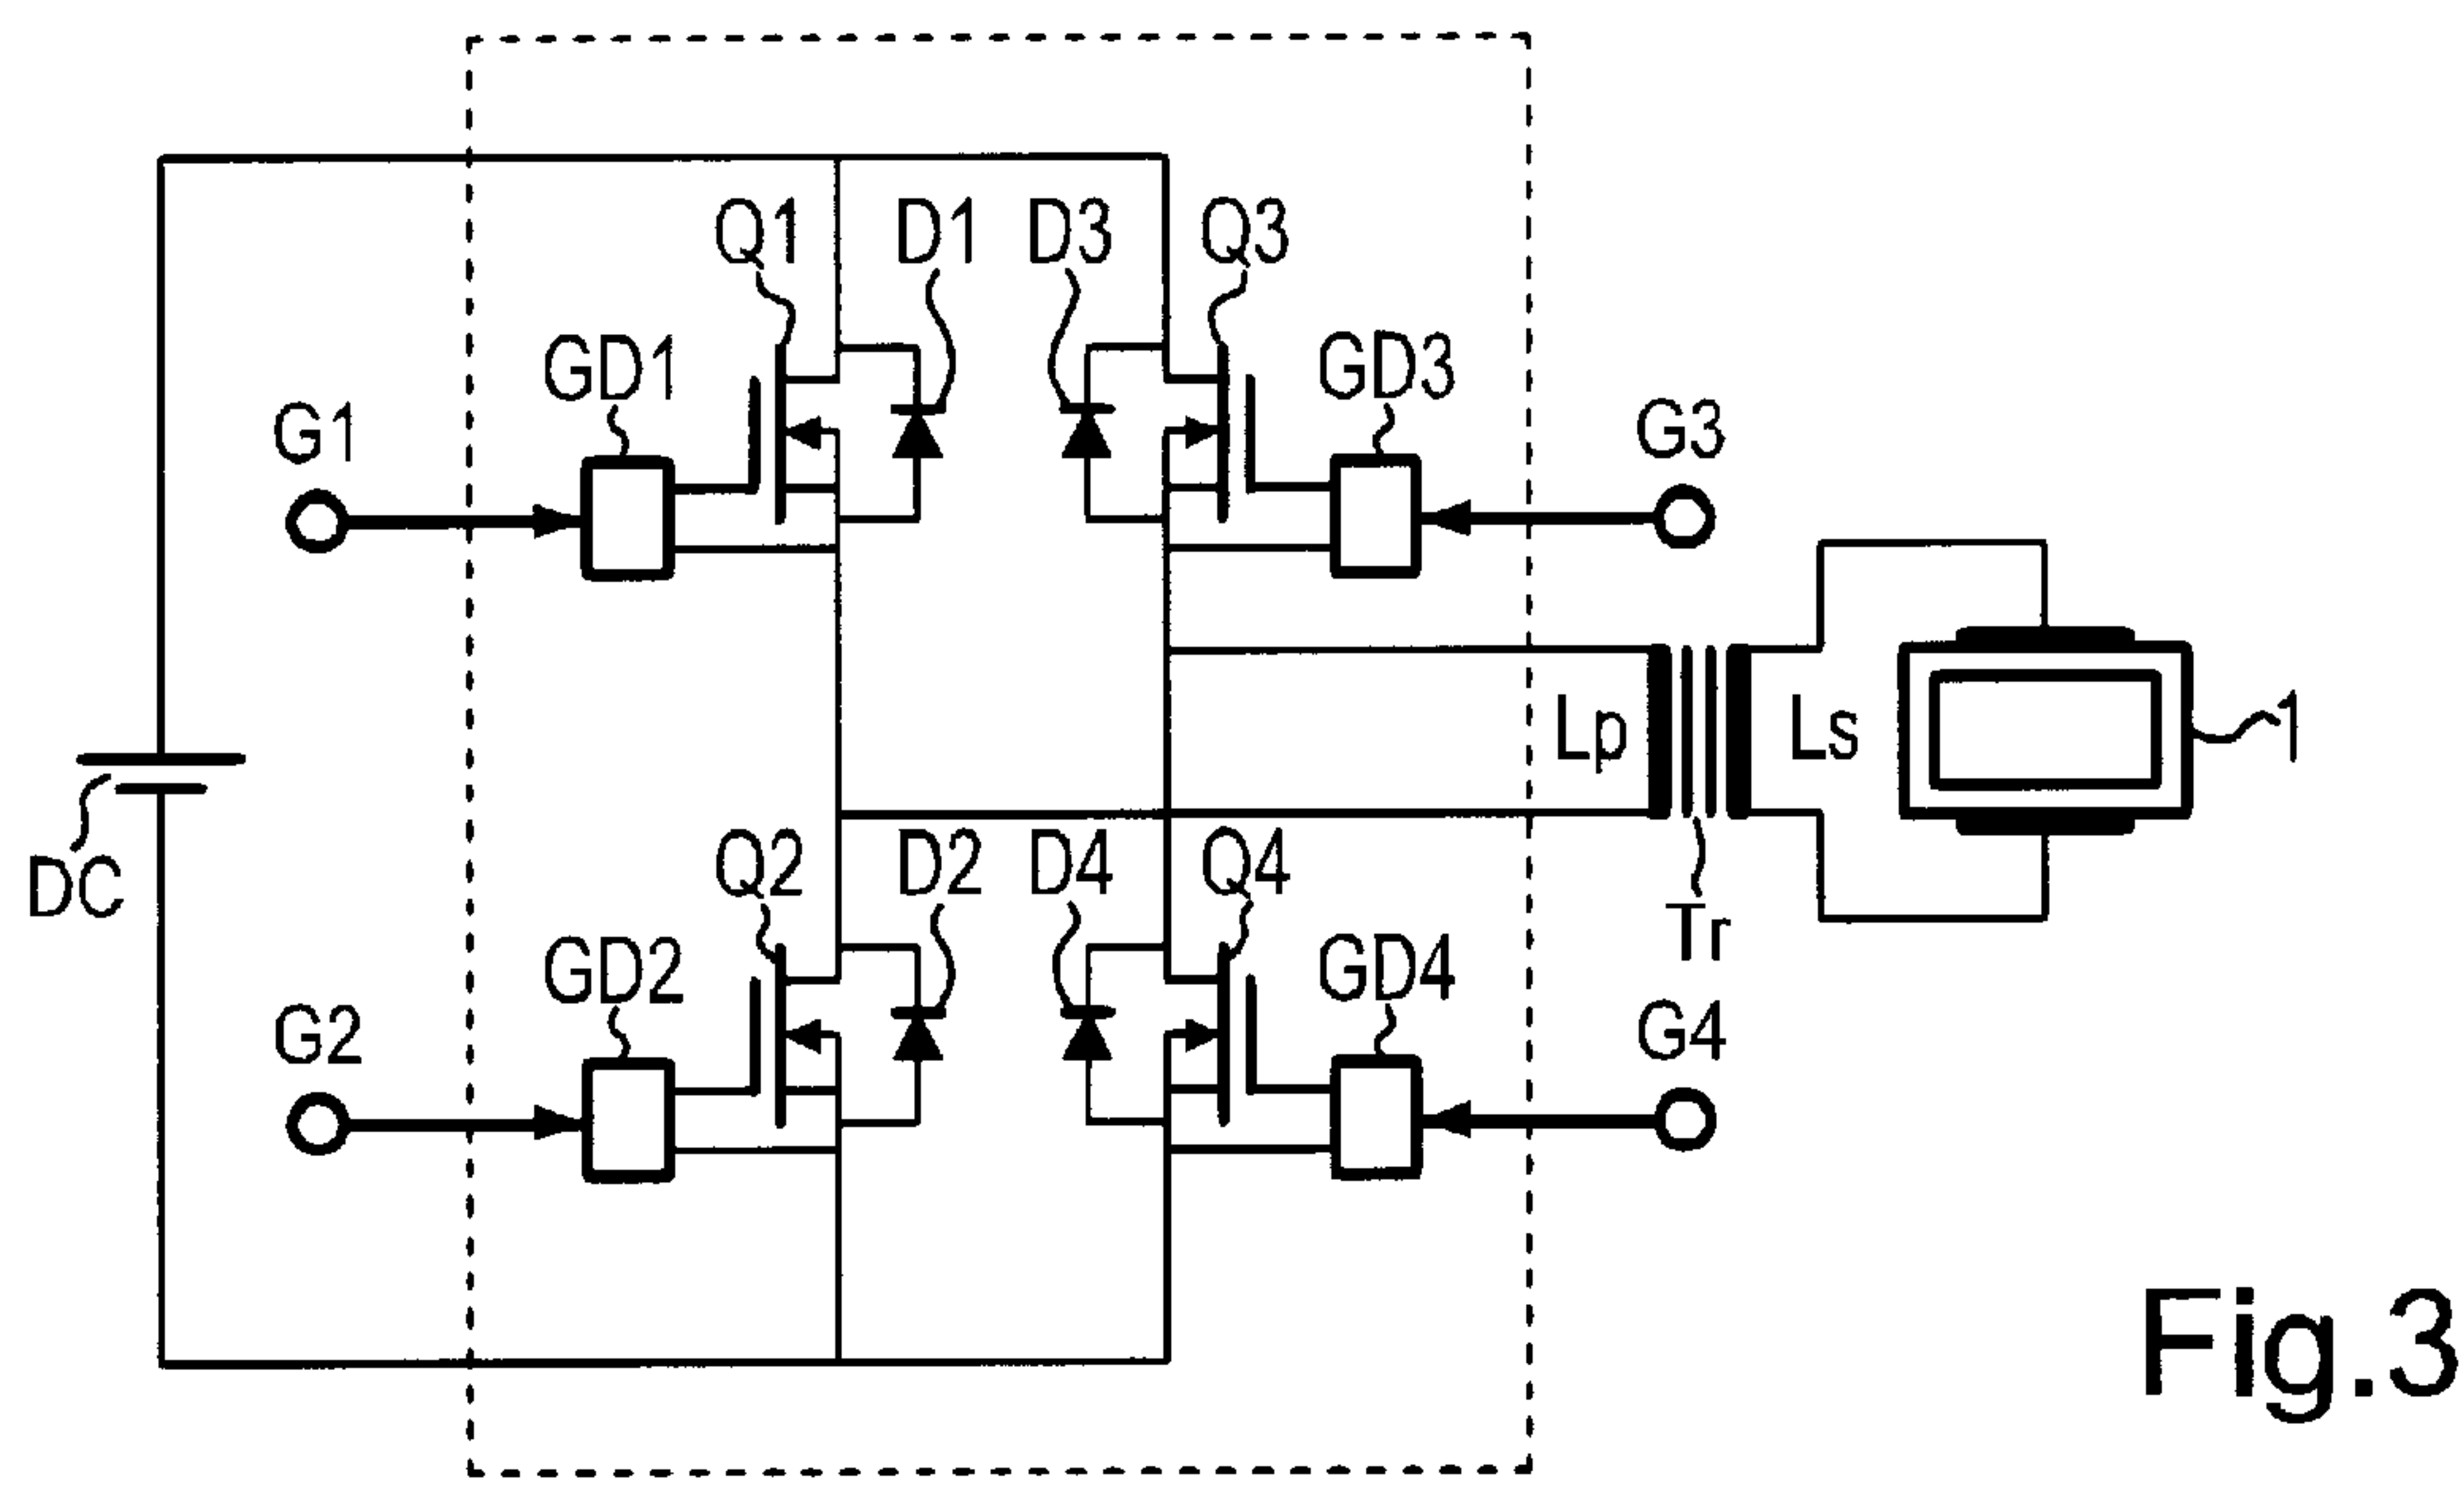 Q1 D1 D3 Q3
GD1 GD3
G1 G3
Lp Ls 1
DC
Q2 D2 D4 Q4
Tr
GD2 GD4
G2 G4
Fig.3